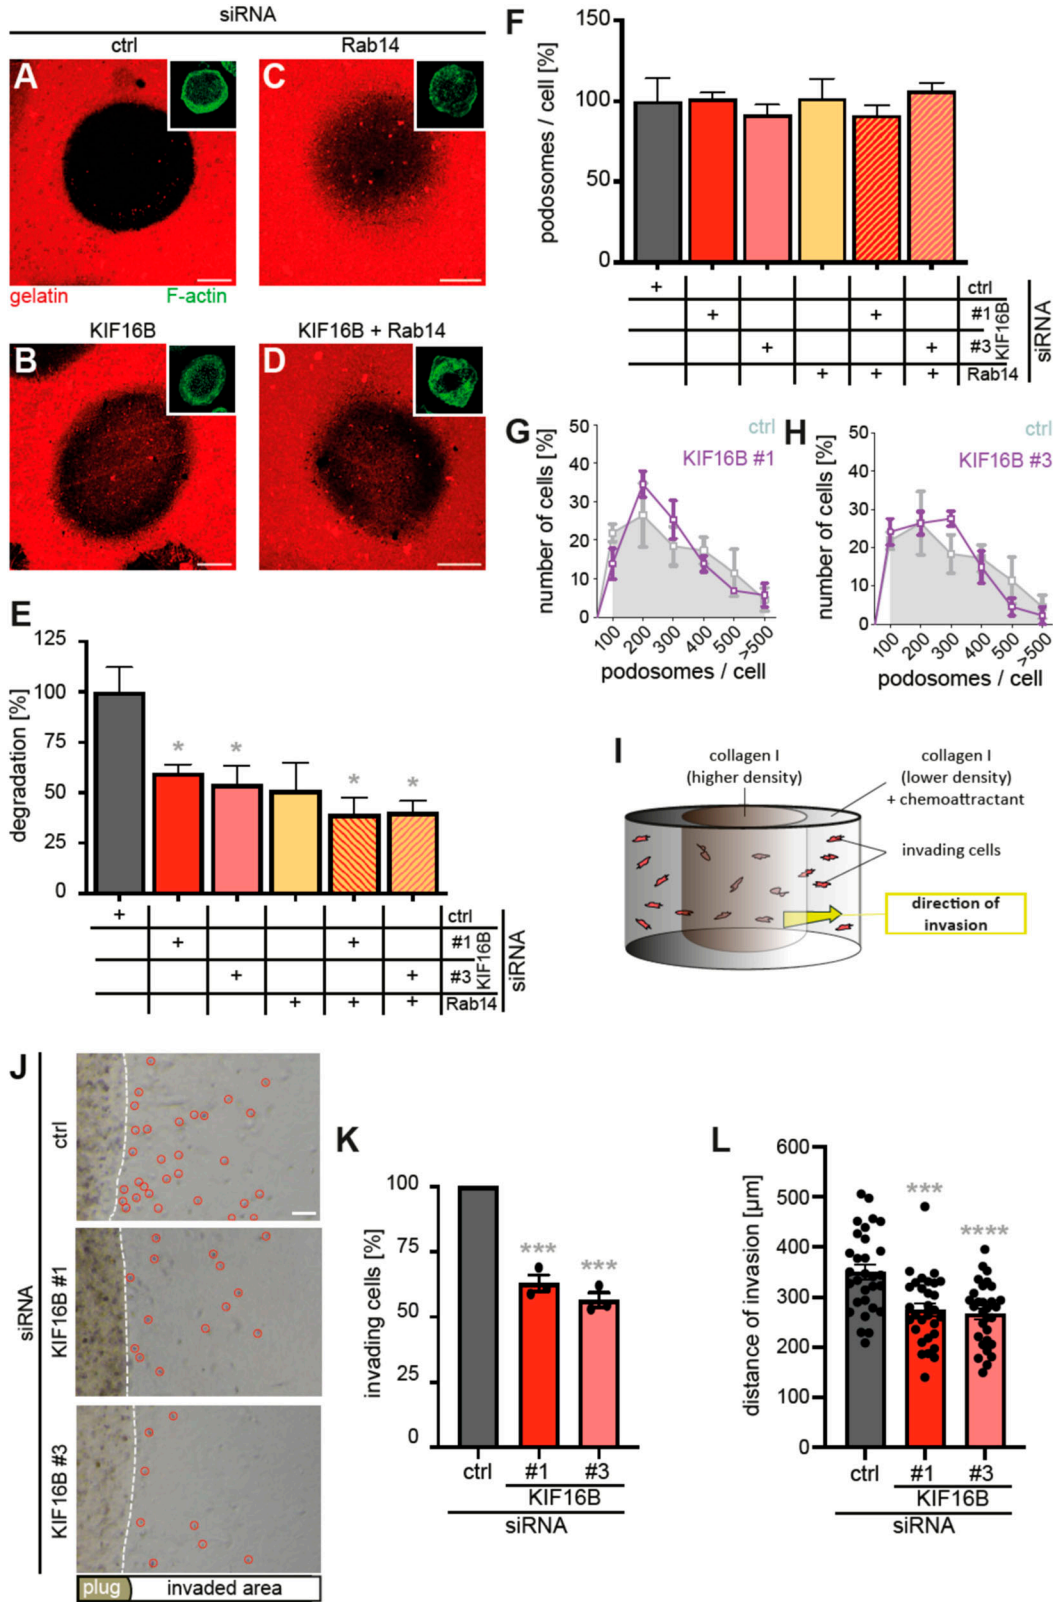 siRNA
ctrl
Rab14
A
C
gelatin
F-actin
KIF16B
KIF16B + Rab14
B
D
E
degradation [%]
125
100
75
50
25
0
*
*
*
*
+
ctrl
+
+
#1
+
+
#3
KIF16B
+
+
+
Rab14
siRNA
F
podosomes / cell [%]
150
100
50
0
+
ctrl
+
+
#1
+
+
#3
KIF16B
+
+
+
Rab14
siRNA
G
number of cells [%]
50
40
30
20
10
0
ctrl
KIF16B #1
100
200
300
400
500
>500
podosomes / cell
H
number of cells [%]
50
40
30
20
10
0
ctrl
KIF16B #3
100
200
300
400
500
>500
podosomes / cell
I
collagen I
(higher density)
collagen I
(lower density)
+ chemoattractant
invading cells
direction of
invasion
J
siRNA
ctrl
KIF16B #1
KIF16B #3
plug
invaded area
K
invading cells [%]
100
75
50
25
0
***
***
ctrl
#1
#3
KIF16B
siRNA
L
distance of invasion [µm]
600
500
400
300
200
100
0
***
****
ctrl
#1
#3
KIF16B
siRNA